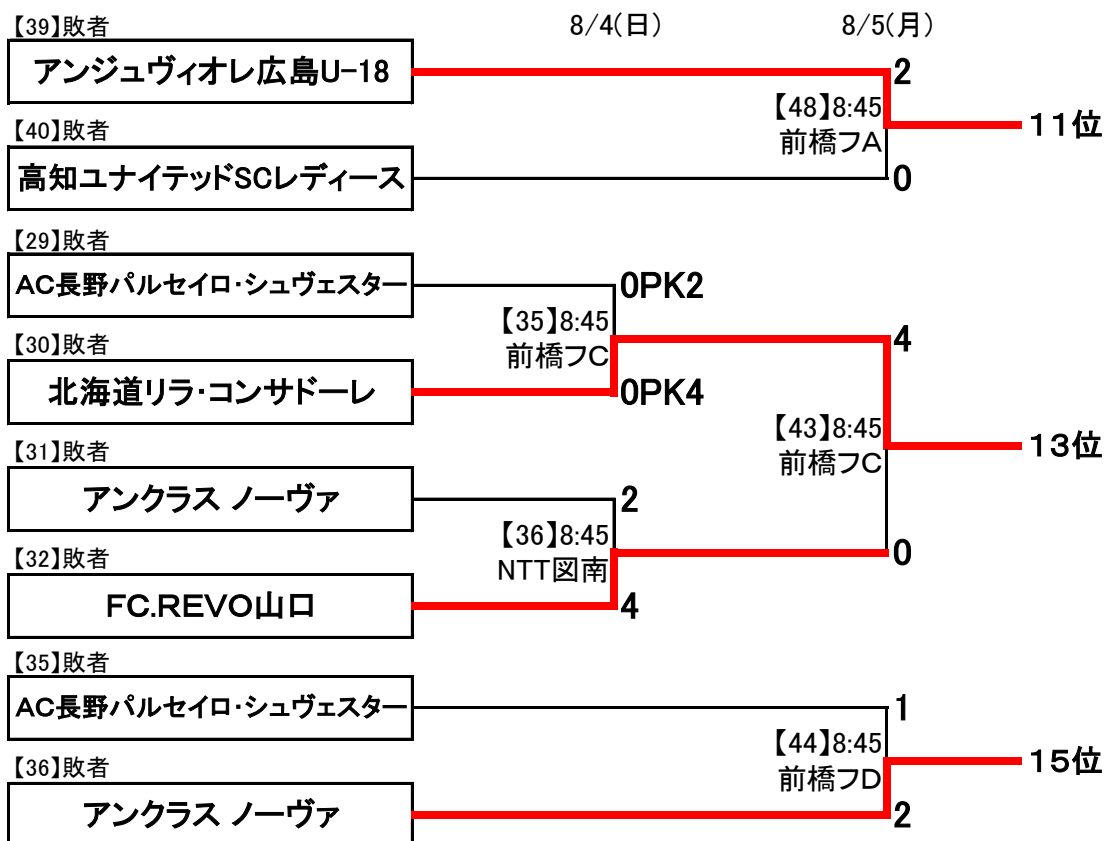 【39】敗者
8/4(日)
8/5(月)
アンジュヴィオレ広島U-18
2
【48】8:45
前橋フA
11位
【40】敗者
高知ユナイテッドSCレディース
0
【29】敗者
AC長野パルセイロ・シュヴェスター
0PK2
【35】8:45
前橋フC
4
【30】敗者
北海道リラ・コンサドーレ
0PK4
【43】8:45
前橋フC
13位
【31】敗者
アンクラス ノーヴァ
2
【36】8:45
NTT図南
0
【32】敗者
FC.REVO山口
4
【35】敗者
AC長野パルセイロ・シュヴェスター
1
【44】8:45
前橋フD
15位
【36】敗者
アンクラス ノーヴァ
2